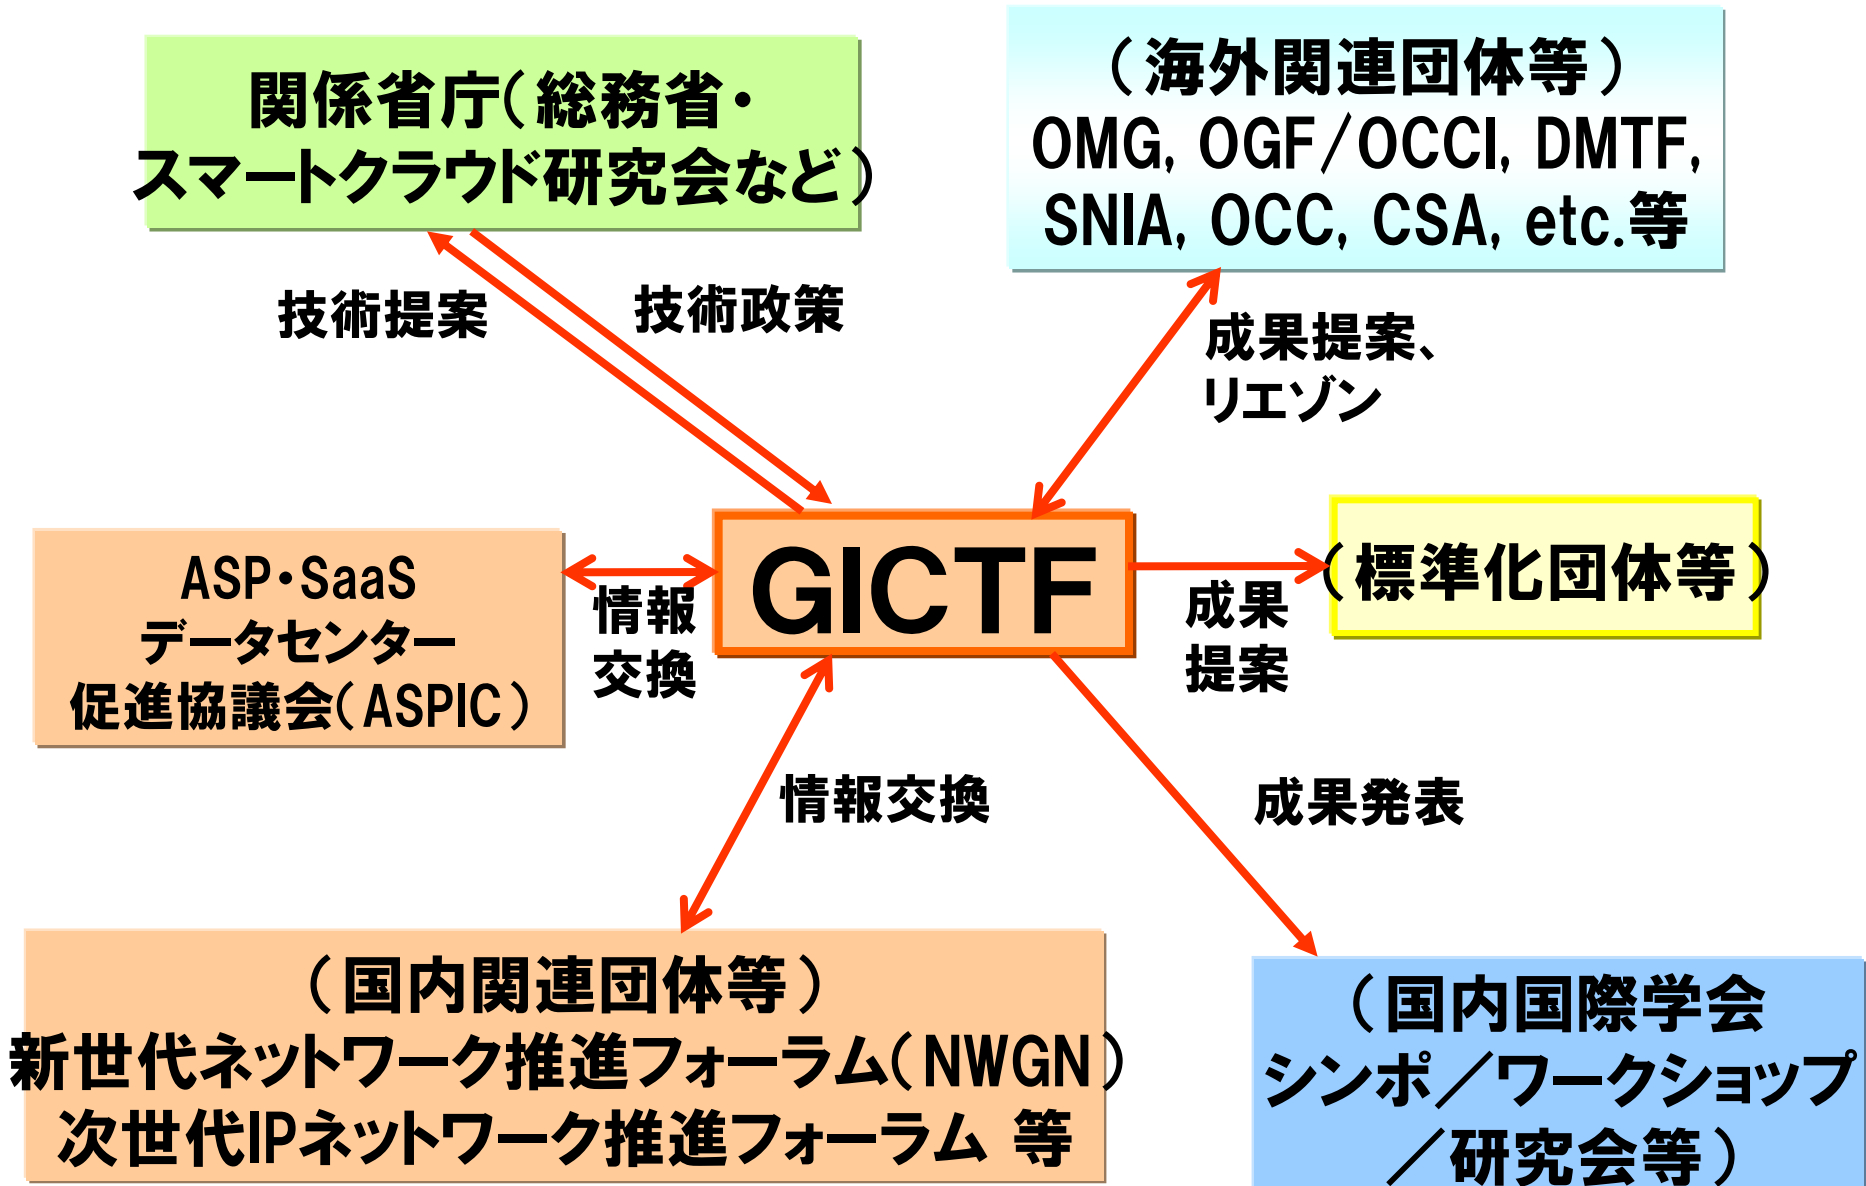 関係省庁(総務省・
スマートクラウド研究会など)
(海外関連団体等)
OMG, OGF/OCCI, DMTF,
SNIA, OCC, CSA, etc.等
技術提案
技術政策
成果提案、
リエゾン
ASP・SaaS
データセンター
促進協議会(ASPIC)
情報
交換
GICTF
成果
提案
(標準化団体等)
情報交換
成果発表
(国内関連団体等)
新世代ネットワーク推進フォーラム(NWGN)
次世代IPネットワーク推進フォーラム 等
(国内国際学会
シンポ/ワークショップ
/研究会等)